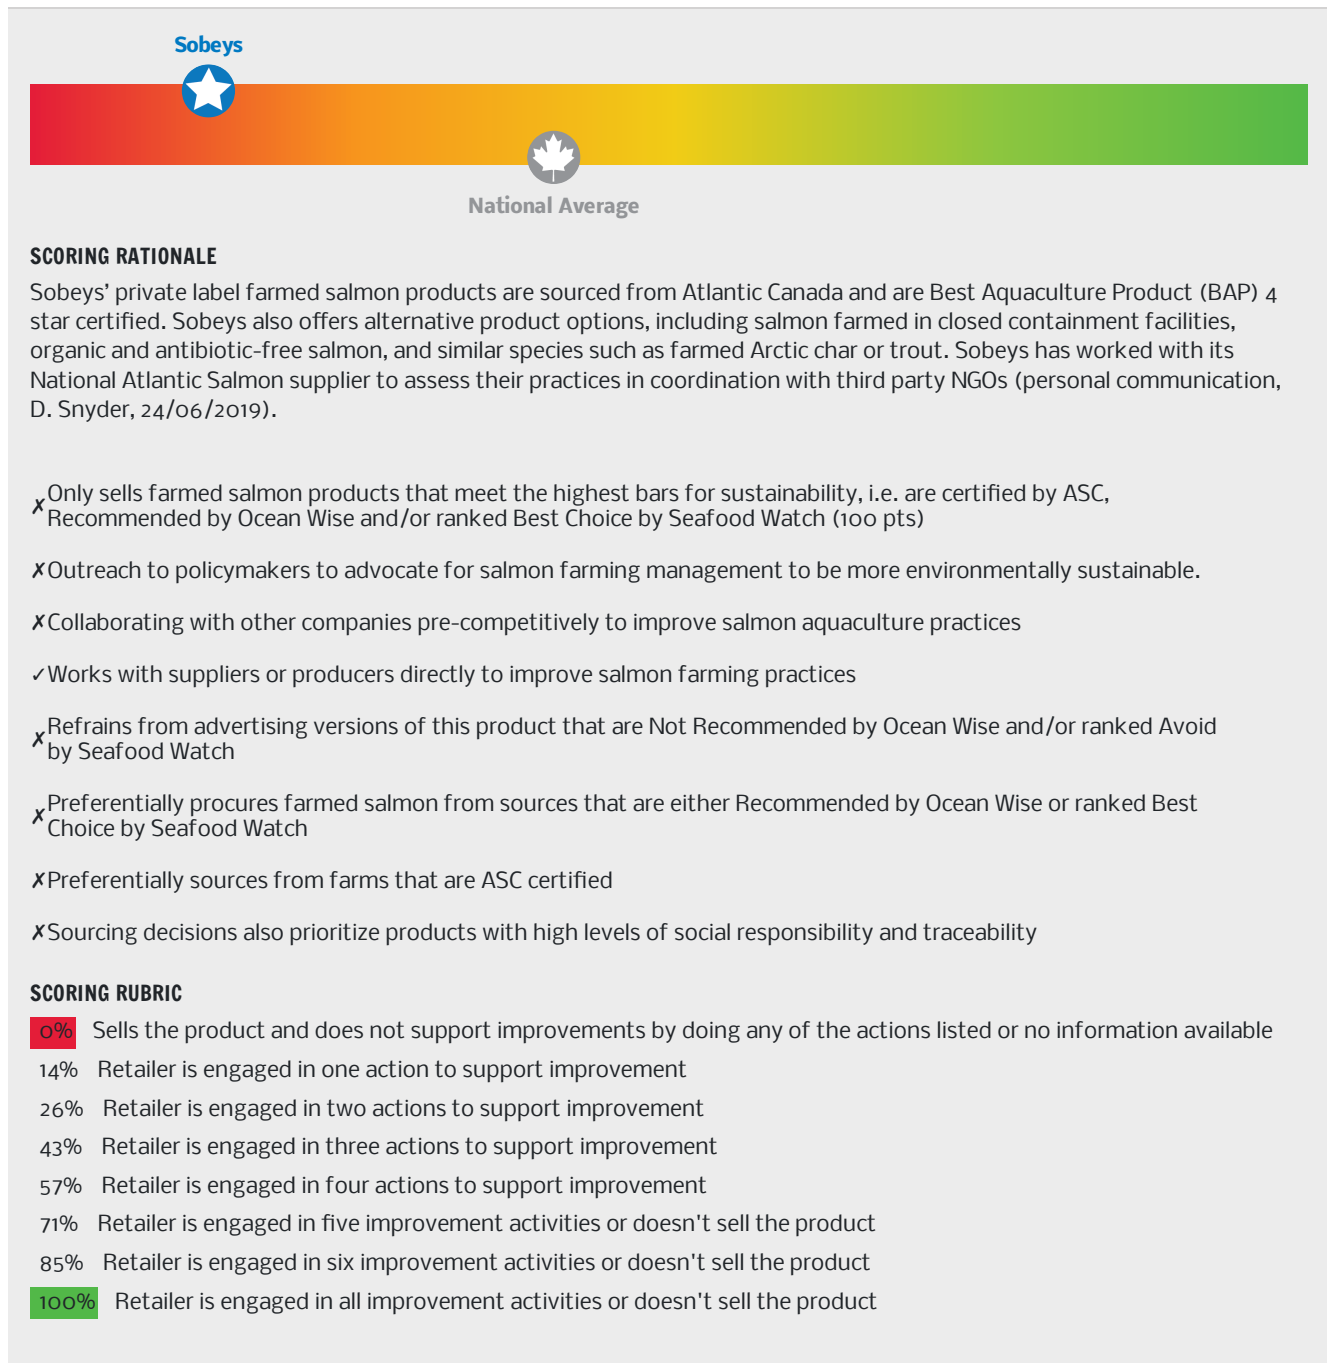 Sobeys
National Average
SCORING RATIONALE
Sobeys’ private label farmed salmon products are sourced from Atlantic Canada and are Best Aquaculture Product (BAP) 4
star certified. Sobeys also offers alternative product options, including salmon farmed in closed containment facilities,
organic and antibiotic-free salmon, and similar species such as farmed Arctic char or trout. Sobeys has worked with its
National Atlantic Salmon supplier to assess their practices in coordination with third party NGOs (personal communication,
D. Snyder, 24/06/2019).
✗Only sells farmed salmon products that meet the highest bars for sustainability, i.e. are certified by ASC,
Recommended by Ocean Wise and/or ranked Best Choice by Seafood Watch (100 pts)
✗Outreach to policymakers to advocate for salmon farming management to be more environmentally sustainable.
✗Collaborating with other companies pre-competitively to improve salmon aquaculture practices
✓Works with suppliers or producers directly to improve salmon farming practices
✗Refrains from advertising versions of this product that are Not Recommended by Ocean Wise and/or ranked Avoid
by Seafood Watch
✗Preferentially procures farmed salmon from sources that are either Recommended by Ocean Wise or ranked Best
Choice by Seafood Watch
✗Preferentially sources from farms that are ASC certified
✗Sourcing decisions also prioritize products with high levels of social responsibility and traceability
SCORING RUBRIC
0% Sells the product and does not support improvements by doing any of the actions listed or no information available
14% Retailer is engaged in one action to support improvement
26% Retailer is engaged in two actions to support improvement
43% Retailer is engaged in three actions to support improvement
57% Retailer is engaged in four actions to support improvement
71% Retailer is engaged in five improvement activities or doesn't sell the product
85% Retailer is engaged in six improvement activities or doesn't sell the product
100% Retailer is engaged in all improvement activities or doesn't sell the product